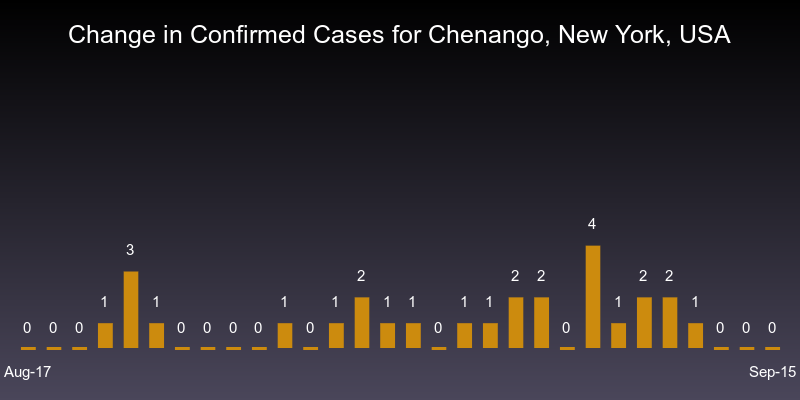 Change in Confirmed Cases for Chenango, New York, USA
4
3
2 2 2 2 2
1 1 1 1 1 1 1 1 1 1
0 0 0 0 0 0 0 0 0 0 0 0 0
Aug-17 Sep-15